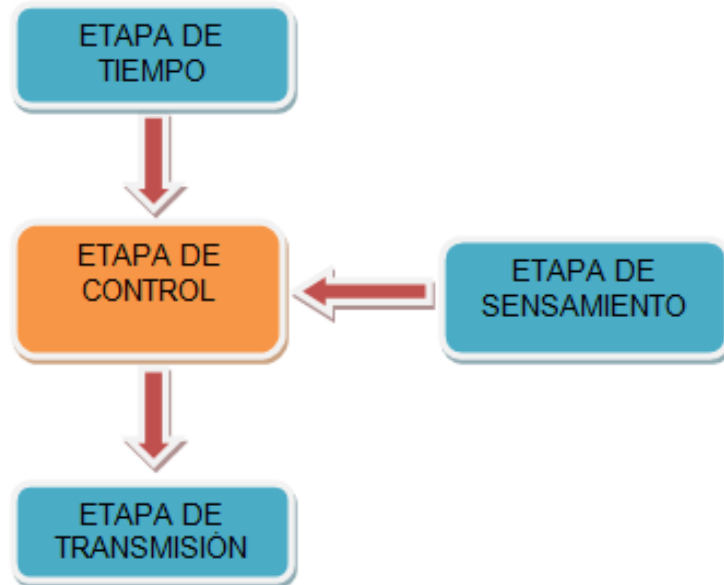 ETAPA DE
TIEMPO
ETAPA DE
CONTROL
ETAPA DE
SENSAMIENTO
ETAPA DE
TRANSMISIÓN